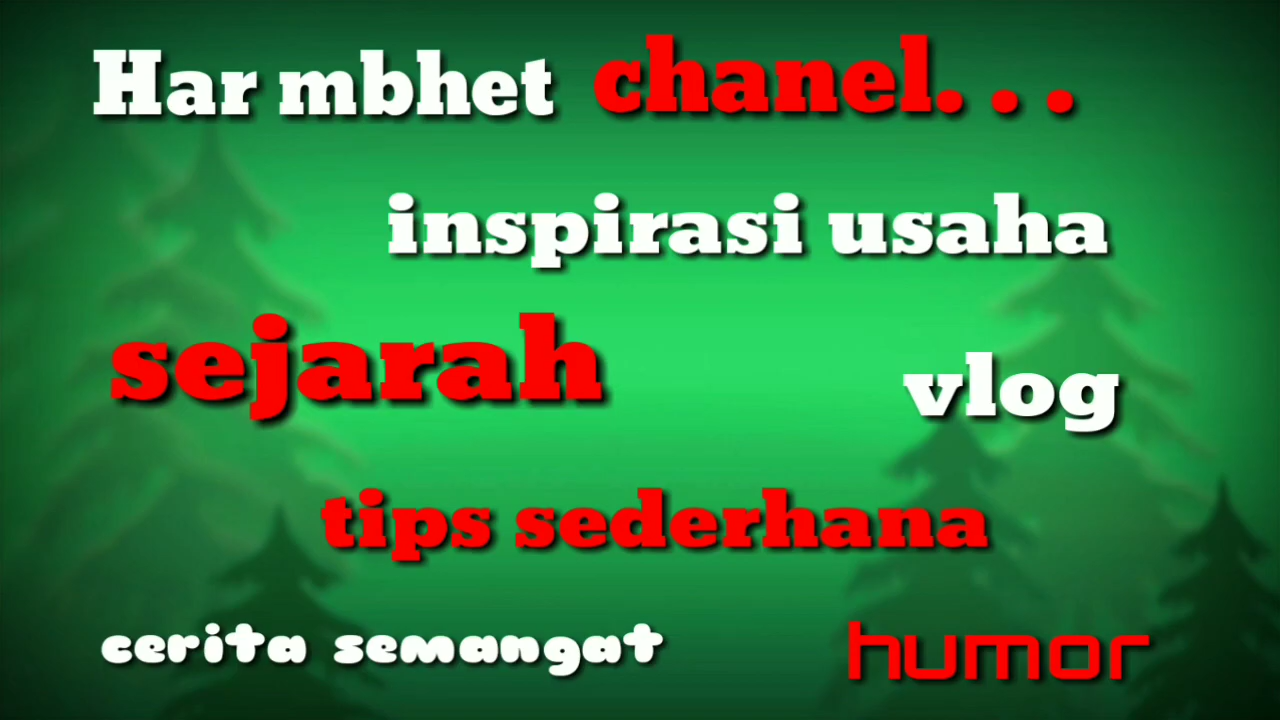 Har mbhet chanel. . .
inspirasi usaha
sejarah
vlog
tips sederhana
cerita semangat
humor